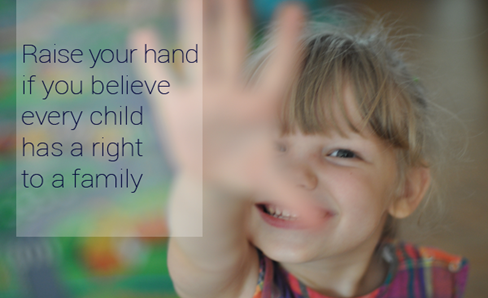 Raise your hand
if you believe
every child
has a right
to a family